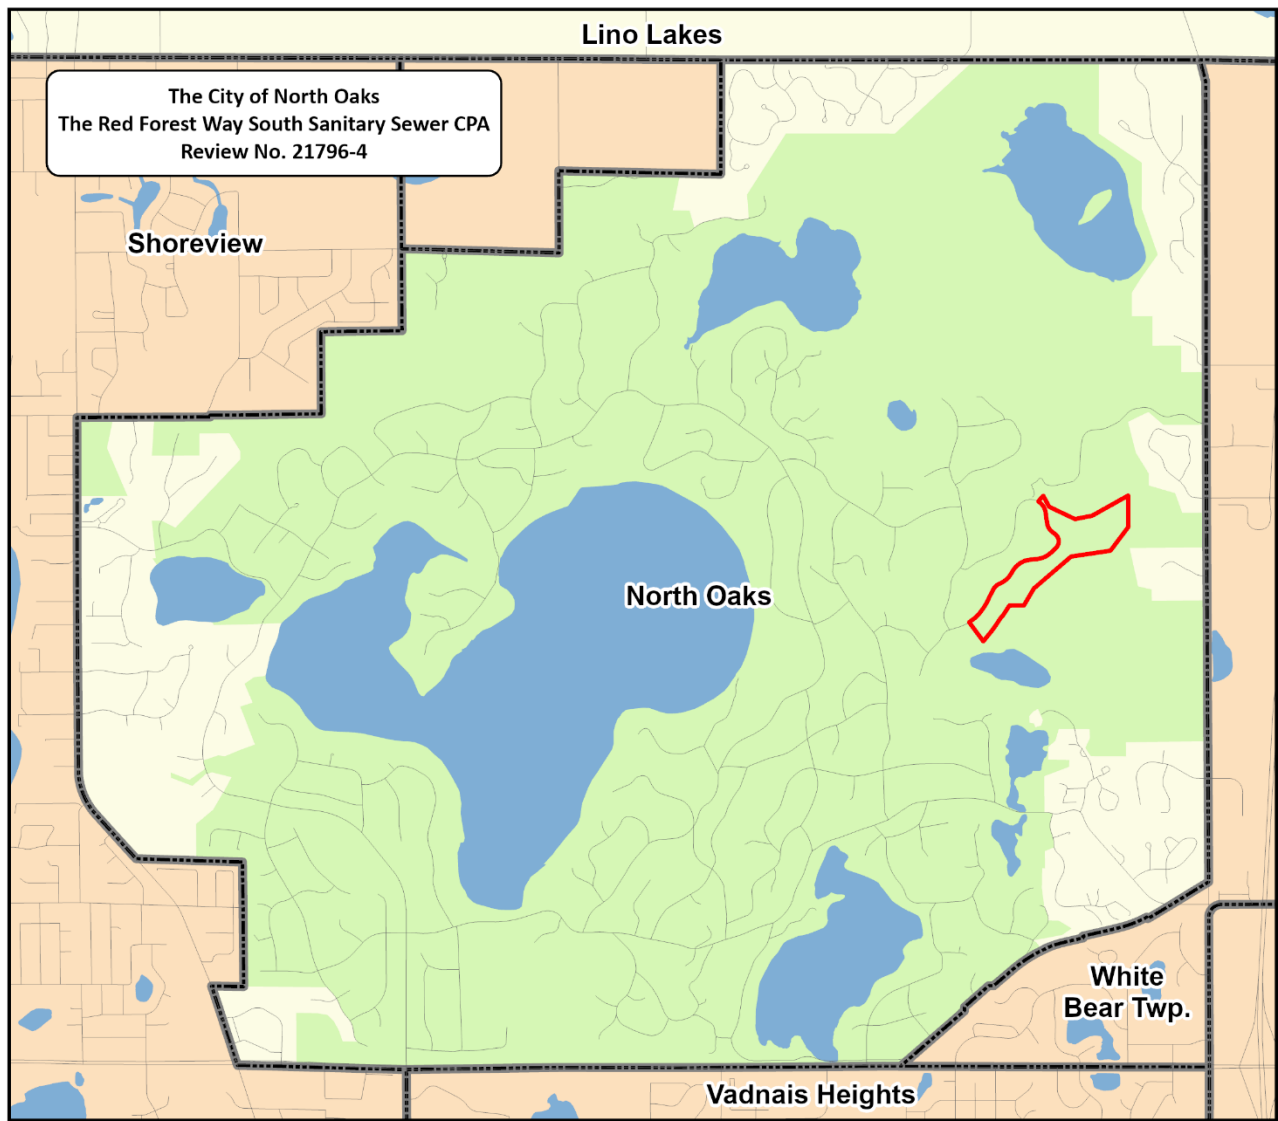 Lino Lakes
The City of North Oaks
The Red Forest Way South Sanitary Sewer CPA
Review No. 21796-4
Shoreview
North Oaks
White
Bear Twp.
Vadnais Heights